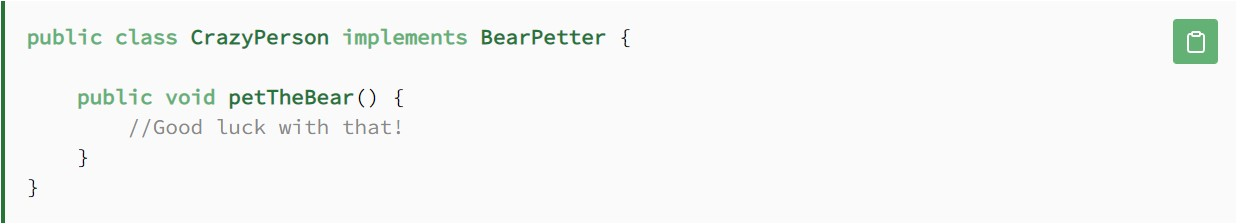 public class CrazyPerson implements BearPetter {
public void petTheBear() {
//Good luck with that!
}
}